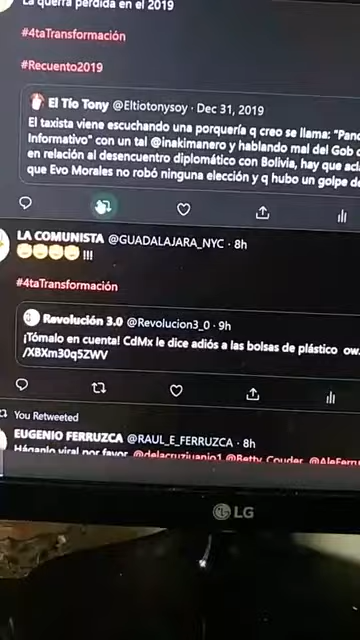 La guerra perdida en el 2019
#4taTransformación
#Recuento2019
El Tío Tony @Eltiotonysoy · Dec 31, 2019
El taxista viene escuchando una porquería q creo se llama: "Pano
Informativo" con un tal @inakimanero y hablando mal del Gob d
en relación al desencuentro diplomático con Bolivia, hay que acla
que Evo Morales no robó ninguna elección y q hubo un golpe d
LA COMUNISTA @GUADALAJARA_NYC · 8h
!!!
#4taTransformación
Revolución 3.0 @Revolucion3_0 · 9h
¡Tómalo en cuenta! CdMx le dice adiós a las bolsas de plástico ow.
/XBXm30q5ZWV
You Retweeted
EUGENIO FERRUZCA @RAUL_E_FERRUZCA · 8h
Háganlo viral por favor @delacruzjuanjo1 @Betty_Couder @AleFerru
LG